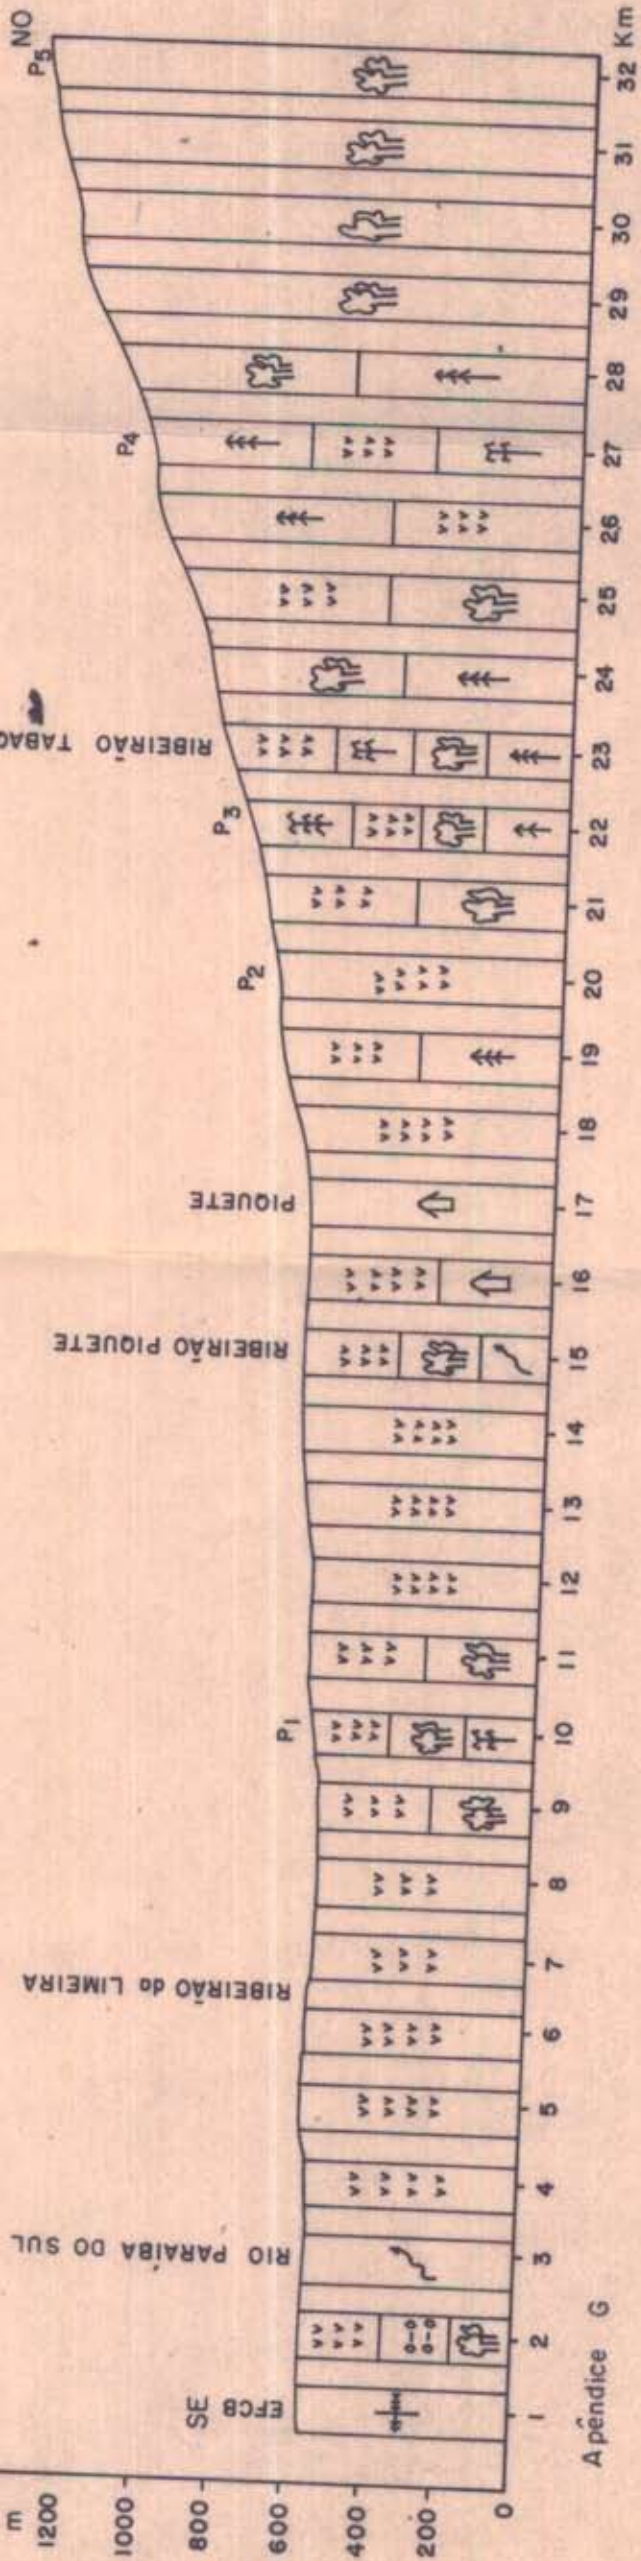 m
1200
1000
800
600
400
200
0
SE
EFCB
RIO PARAÍBA DO SUL
RIBEIRÃO da LIMEIRA
P1
RIBEIRÃO PIQUETE
PIQUETE
P2
P3
RIBEIRÃO
P4
P5
NO
1 2 3 4 5 6 7 8 9 10 11 12 13 14 15 16 17 18 19 20 21 22 23 24 25 26 27 28 29 30 31 32 Km
Apêndice G